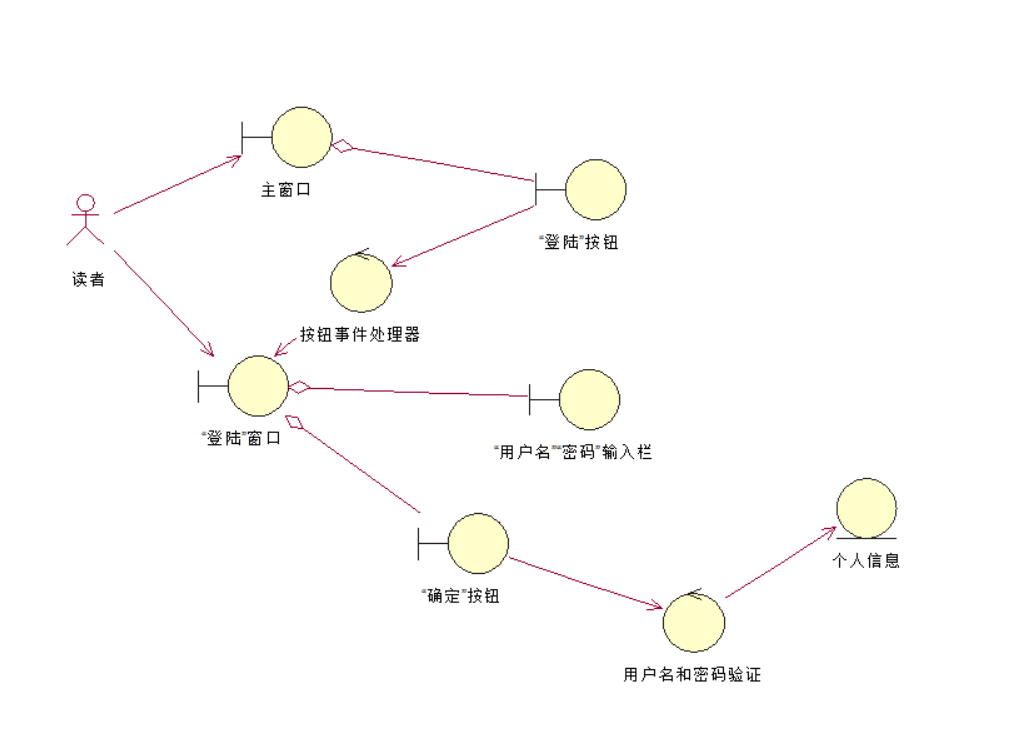 主窗口
“登陆”按钮
读者
按钮事件处理器
“登陆”窗口
“用户名”“密码”输入栏
个人信息
“确定”按钮
用户名和密码验证